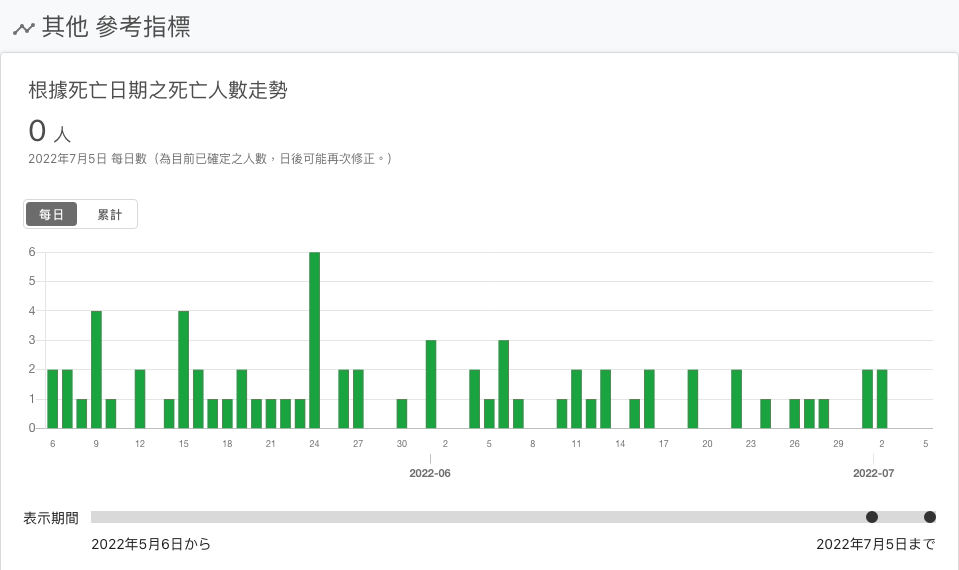 其他 參考指標
根據死亡日期之死亡人數走勢
0 人
2022年7月5日 每日數（為目前已確定之人數，日後可能再次修正。）
每日 累計
6
5
4
3
2
1
0
6 9 12 15 18 21 24 27 30 2 5 8 11 14 17 20 23 26 29 2 5
2022-06 2022-07
表示期間
2022年5月6日から 2022年7月5日まで